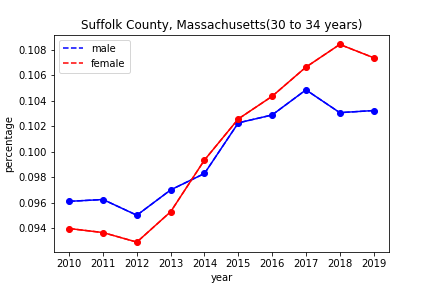 Suffolk County, Massachusetts(30 to 34 years)
male
female
percentage
0.108
0.106
0.104
0.102
0.100
0.098
0.096
0.094
2010 2011 2012 2013 2014 2015 2016 2017 2018 2019
year